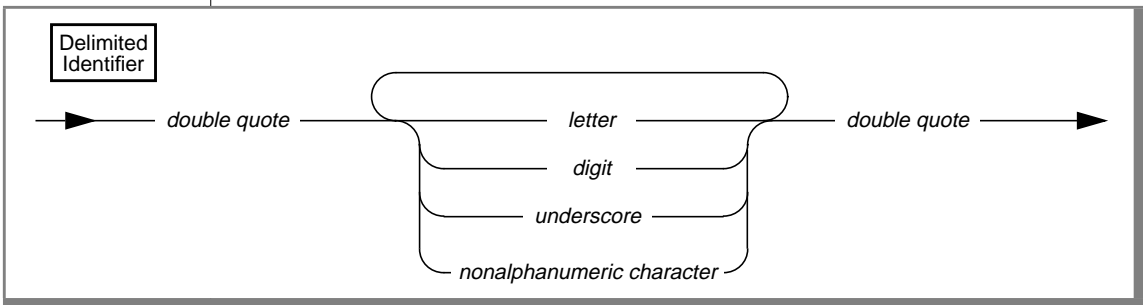 Delimited
Identifier
double quote
letter
double quote
digit
underscore
nonalphanumeric character